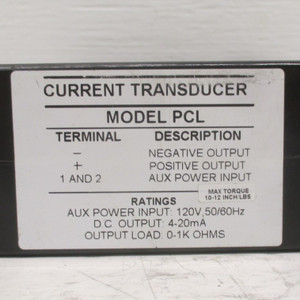 CURRENT TRANSDUCER
MODEL PCL
TERMINAL DESCRIPTION
− NEGATIVE OUTPUT
+ POSITIVE OUTPUT
1 AND 2 AUX POWER INPUT
MAX TORQUE
10-12 INCH/LBS
RATINGS
AUX POWER INPUT: 120V,50/60Hz
D.C. OUTPUT: 4-20mA
OUTPUT LOAD: 0-1K OHMS